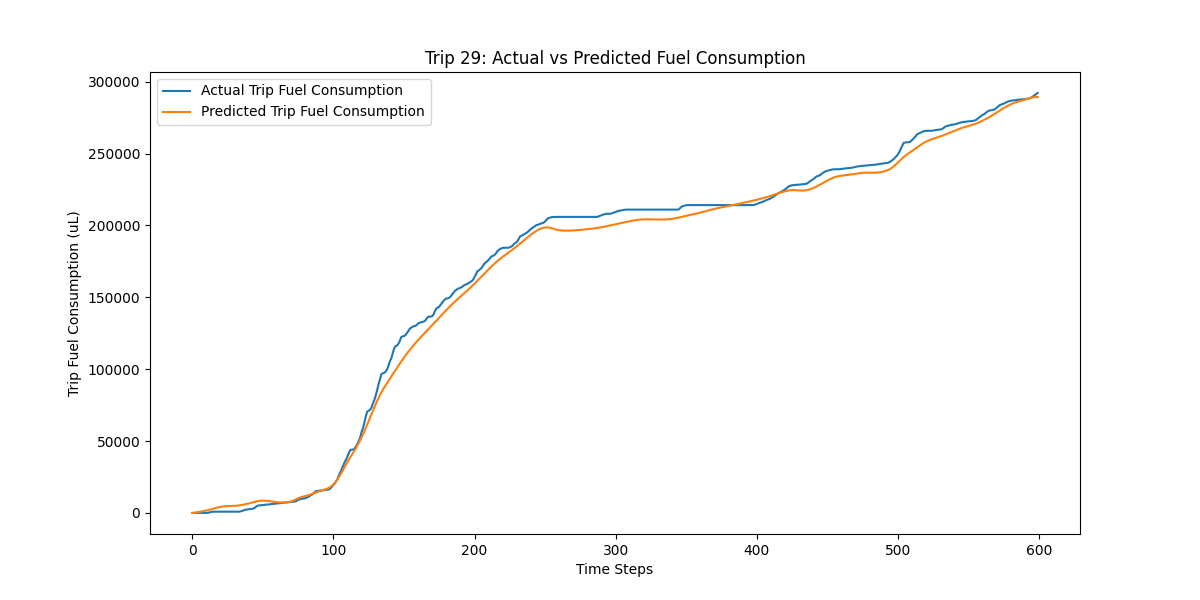 Trip 29: Actual vs Predicted Fuel Consumption
Actual Trip Fuel Consumption
Predicted Trip Fuel Consumption
Trip Fuel Consumption (uL)
300000
250000
200000
150000
100000
50000
0
0 100 200 300 400 500 600
Time Steps